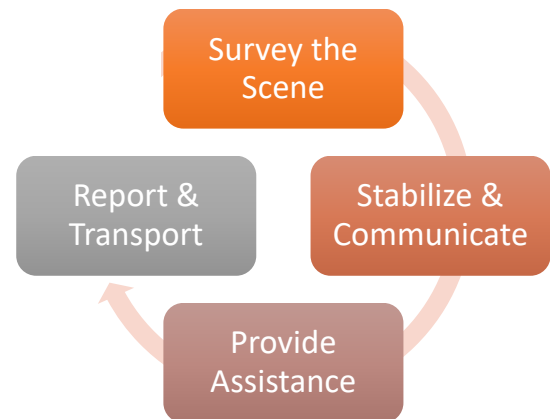 Survey the
Scene
Stabilize &
Communicate
Provide
Assistance
Report &
Transport